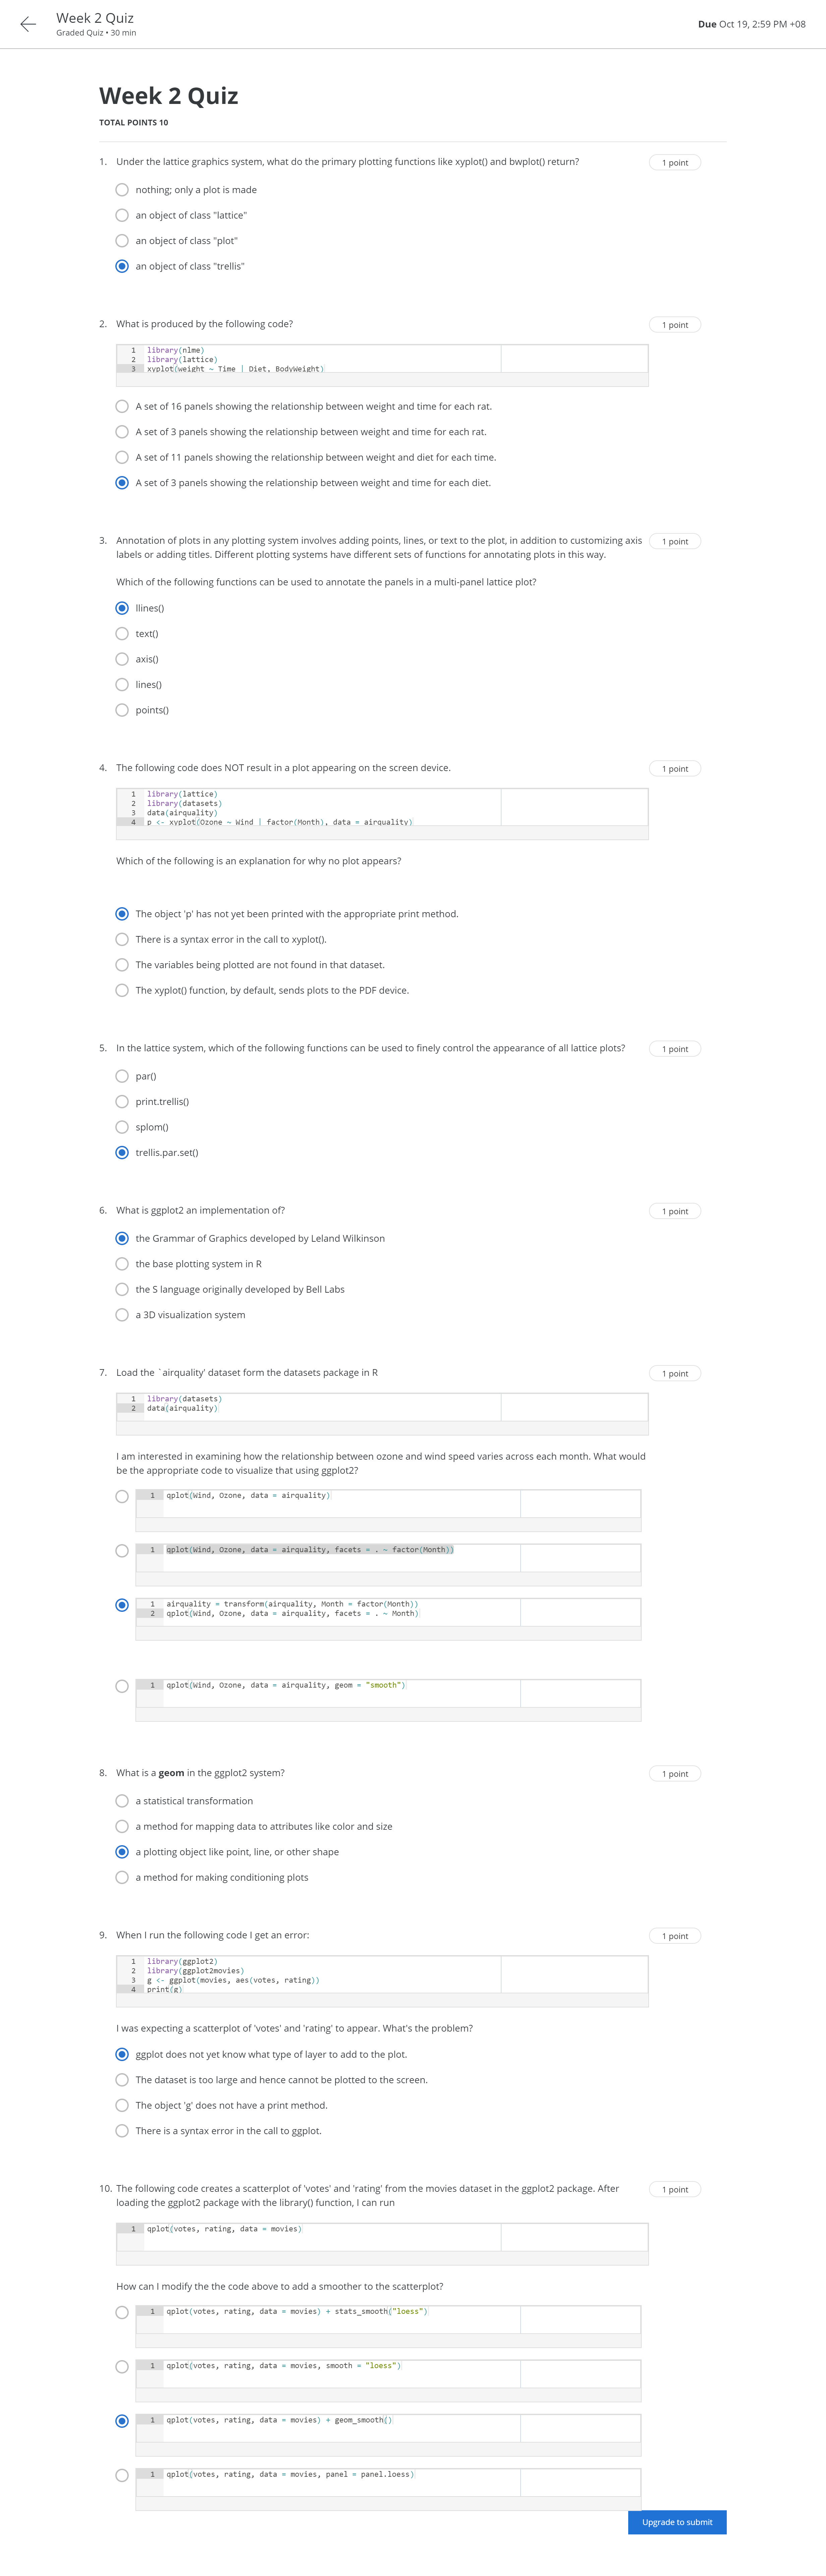 Week 2 Quiz
Graded Quiz • 30 min
Due Oct 19, 2:59 PM +08
Week 2 Quiz
TOTAL POINTS 10
1. Under the lattice graphics system, what do the primary plotting functions like xyplot() and bwplot() return?
1 point
nothing; only a plot is made
an object of class "lattice"
an object of class "plot"
an object of class "trellis"
2. What is produced by the following code?
1 point
1 library(nlme)
2 library(lattice)
3 xyplot(weight ~ Time | Diet, BodyWeight)
A set of 16 panels showing the relationship between weight and time for each rat.
A set of 3 panels showing the relationship between weight and time for each rat.
A set of 11 panels showing the relationship between weight and diet for each time.
A set of 3 panels showing the relationship between weight and time for each diet.
3. Annotation of plots in any plotting system involves adding points, lines, or text to the plot, in addition to customizing axis
labels or adding titles. Different plotting systems have different sets of functions for annotating plots in this way.
1 point
Which of the following functions can be used to annotate the panels in a multi-panel lattice plot?
llines()
text()
axis()
lines()
points()
4. The following code does NOT result in a plot appearing on the screen device.
1 point
1 library(lattice)
2 library(datasets)
3 data(airquality)
4 p <- xyplot(Ozone ~ Wind | factor(Month), data = airquality)
Which of the following is an explanation for why no plot appears?
The object 'p' has not yet been printed with the appropriate print method.
There is a syntax error in the call to xyplot().
The variables being plotted are not found in that dataset.
The xyplot() function, by default, sends plots to the PDF device.
5. In the lattice system, which of the following functions can be used to finely control the appearance of all lattice plots?
1 point
par()
print.trellis()
splom()
trellis.par.set()
6. What is ggplot2 an implementation of?
1 point
the Grammar of Graphics developed by Leland Wilkinson
the base plotting system in R
the S language originally developed by Bell Labs
a 3D visualization system
7. Load the `airquality' dataset form the datasets package in R
1 point
1 library(datasets)
2 data(airquality)
I am interested in examining how the relationship between ozone and wind speed varies across each month. What would
be the appropriate code to visualize that using ggplot2?
1 qplot(Wind, Ozone, data = airquality)
1 qplot(Wind, Ozone, data = airquality, facets = . ~ factor(Month))
1 airquality = transform(airquality, Month = factor(Month))
2 qplot(Wind, Ozone, data = airquality, facets = . ~ Month)
1 qplot(Wind, Ozone, data = airquality, geom = "smooth")
8. What is a geom in the ggplot2 system?
1 point
a statistical transformation
a method for mapping data to attributes like color and size
a plotting object like point, line, or other shape
a method for making conditioning plots
9. When I run the following code I get an error:
1 point
1 library(ggplot2)
2 library(ggplot2movies)
3 g <- ggplot(movies, aes(votes, rating))
4 print(g)
I was expecting a scatterplot of 'votes' and 'rating' to appear. What's the problem?
ggplot does not yet know what type of layer to add to the plot.
The dataset is too large and hence cannot be plotted to the screen.
The object 'g' does not have a print method.
There is a syntax error in the call to ggplot.
10. The following code creates a scatterplot of 'votes' and 'rating' from the movies dataset in the ggplot2 package. After
loading the ggplot2 package with the library() function, I can run
1 point
1 qplot(votes, rating, data = movies)
How can I modify the the code above to add a smoother to the scatterplot?
1 qplot(votes, rating, data = movies) + stats_smooth("loess")
1 qplot(votes, rating, data = movies, smooth = "loess")
1 qplot(votes, rating, data = movies) + geom_smooth()
1 qplot(votes, rating, data = movies, panel = panel.loess)
Upgrade to submit